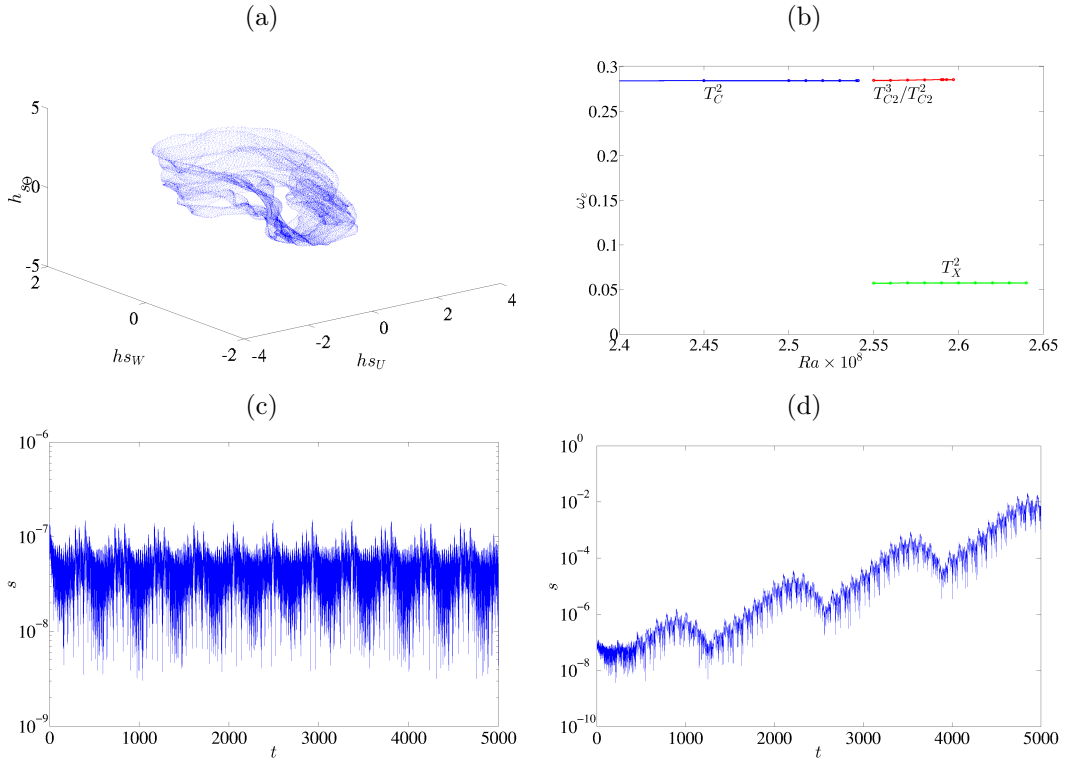 (a)
5
0
-5
hs_Θ
2
0
-2
hs_W
-4
-2
0
2
4
hs_U
(b)
0.3
0.25
0.2
0.15
0.1
0.05
0
ω_e
T_C^2
T_{C2}^3/T_{C2}^2
T_X^2
2.4 2.45 2.5 2.55 2.6 2.65
Ra × 10^8
(c)
10^-6
10^-7
10^-8
10^-9
s
0 1000 2000 3000 4000 5000
t
(d)
10^0
10^-2
10^-4
10^-6
10^-8
10^-10
s
0 1000 2000 3000 4000 5000
t